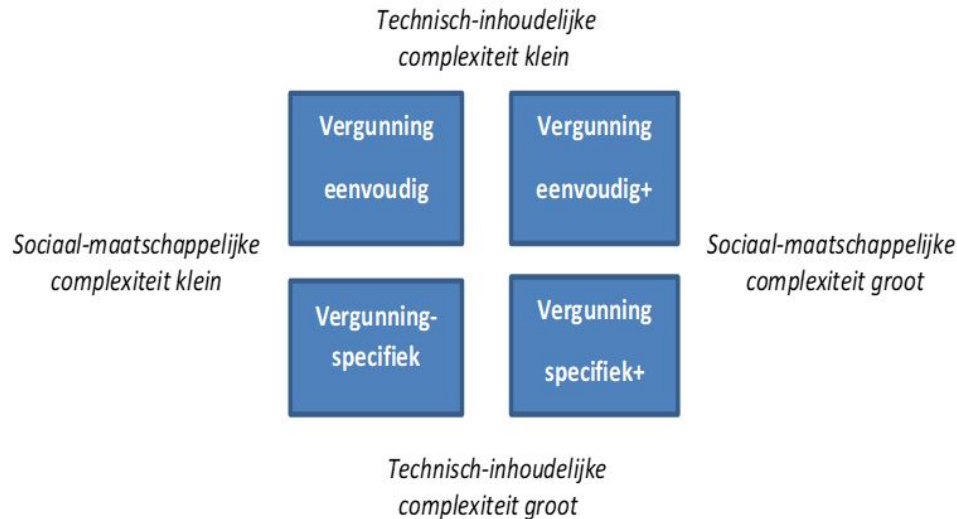 Technisch-inhoudelijke
complexiteit klein
Vergunning
eenvoudig
Vergunning
eenvoudig+
Sociaal-maatschappelijke
complexiteit klein
Sociaal-maatschappelijke
complexiteit groot
Vergunning-
specifiek
Vergunning
specifiek+
Technisch-inhoudelijke
complexiteit groot